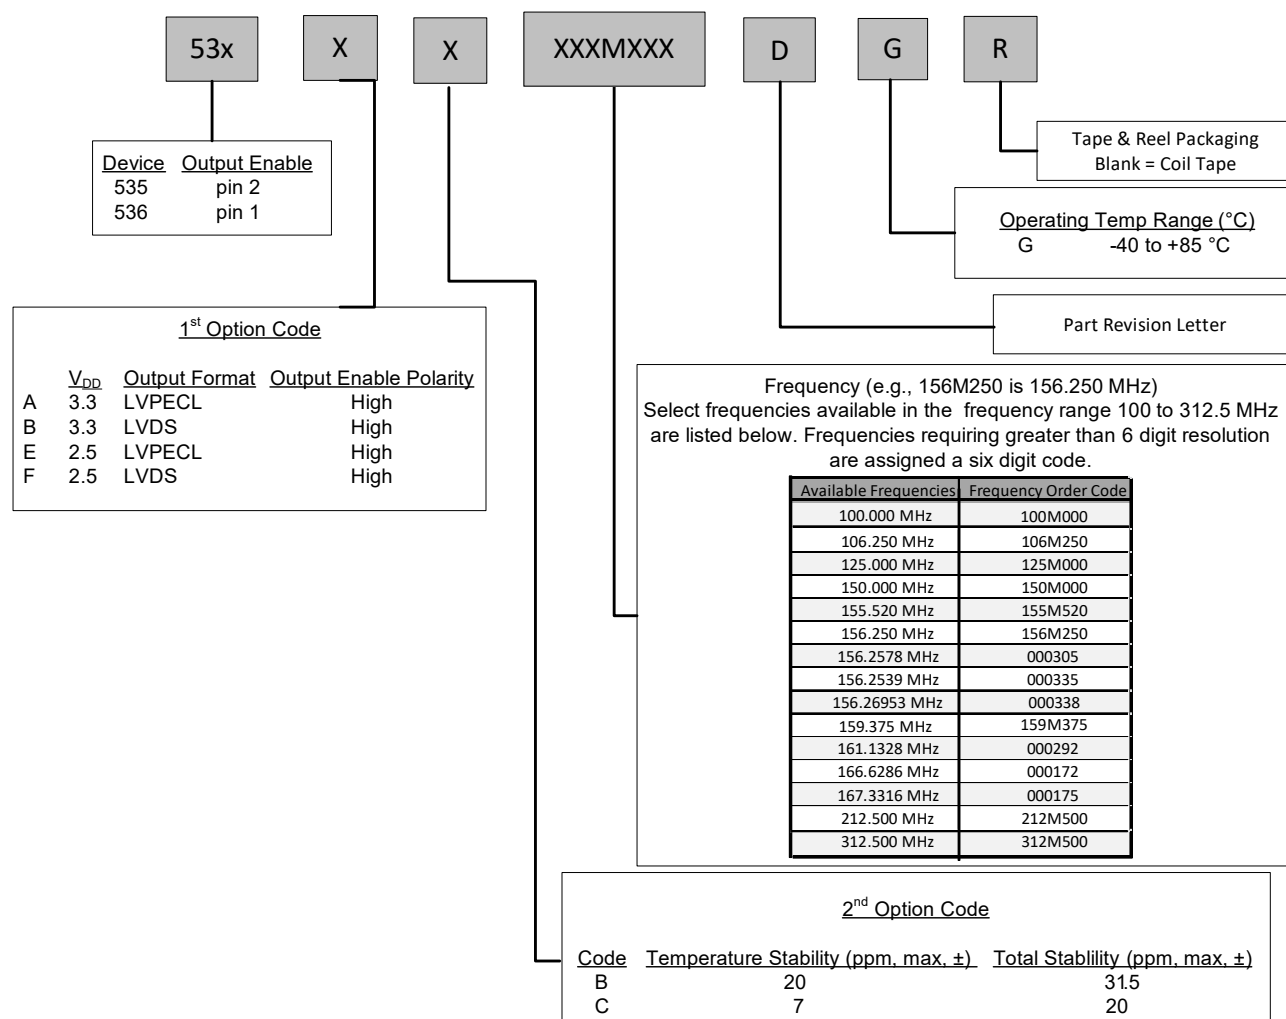 53x X X XXXMXXX D G R
Device Output Enable
535 pin 2
536 pin 1
Tape & Reel Packaging
Blank = Coil Tape
Operating Temp Range (°C)
G -40 to +85 °C
Part Revision Letter
1st Option Code
VDD Output Format Output Enable Polarity
A 3.3 LVPECL High
B 3.3 LVDS High
E 2.5 LVPECL High
F 2.5 LVDS High
Frequency (e.g., 156M250 is 156.250 MHz)
Select frequencies available in the frequency range 100 to 312.5 MHz
are listed below. Frequencies requiring greater than 6 digit resolution
are assigned a six digit code.
Available Frequencies Frequency Order Code
100.000 MHz 100M000
106.250 MHz 106M250
125.000 MHz 125M000
150.000 MHz 150M000
155.520 MHz 155M520
156.250 MHz 156M250
156.2578 MHz 000305
156.2539 MHz 000335
156.26953 MHz 000338
159.375 MHz 159M375
161.1328 MHz 000292
166.6286 MHz 000172
167.3316 MHz 000175
212.500 MHz 212M500
312.500 MHz 312M500
2nd Option Code
Code Temperature Stability (ppm, max, ±) Total Stablility (ppm, max, ±)
B 20 31.5
C 7 20